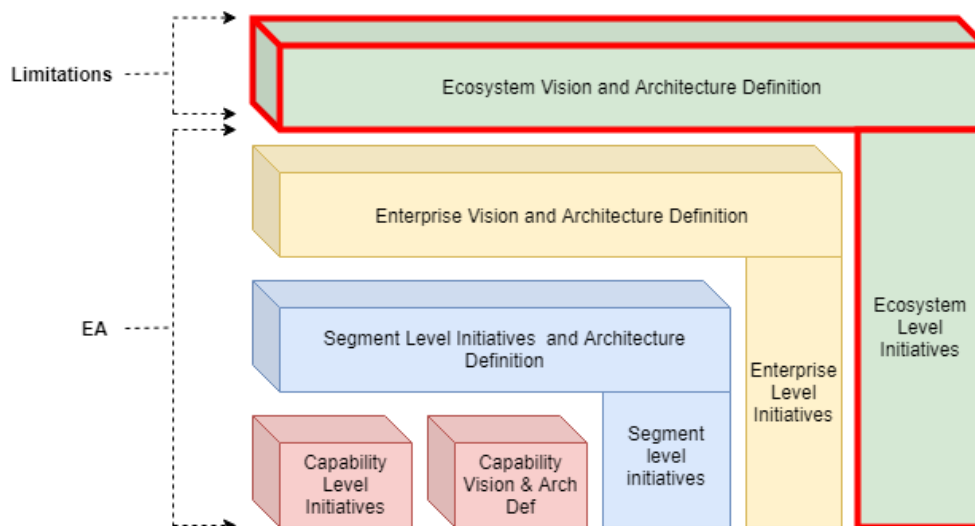 Limitations
Ecosystem Vision and Architecture Definition
Enterprise Vision and Architecture Definition
EA
Segment Level Initiatives and Architecture
Definition
Ecosystem
Level
Initiatives
Enterprise
Level
Initiatives
Capability
Level
Initiatives
Capability
Vision & Arch
Def
Segment
level
initiatives